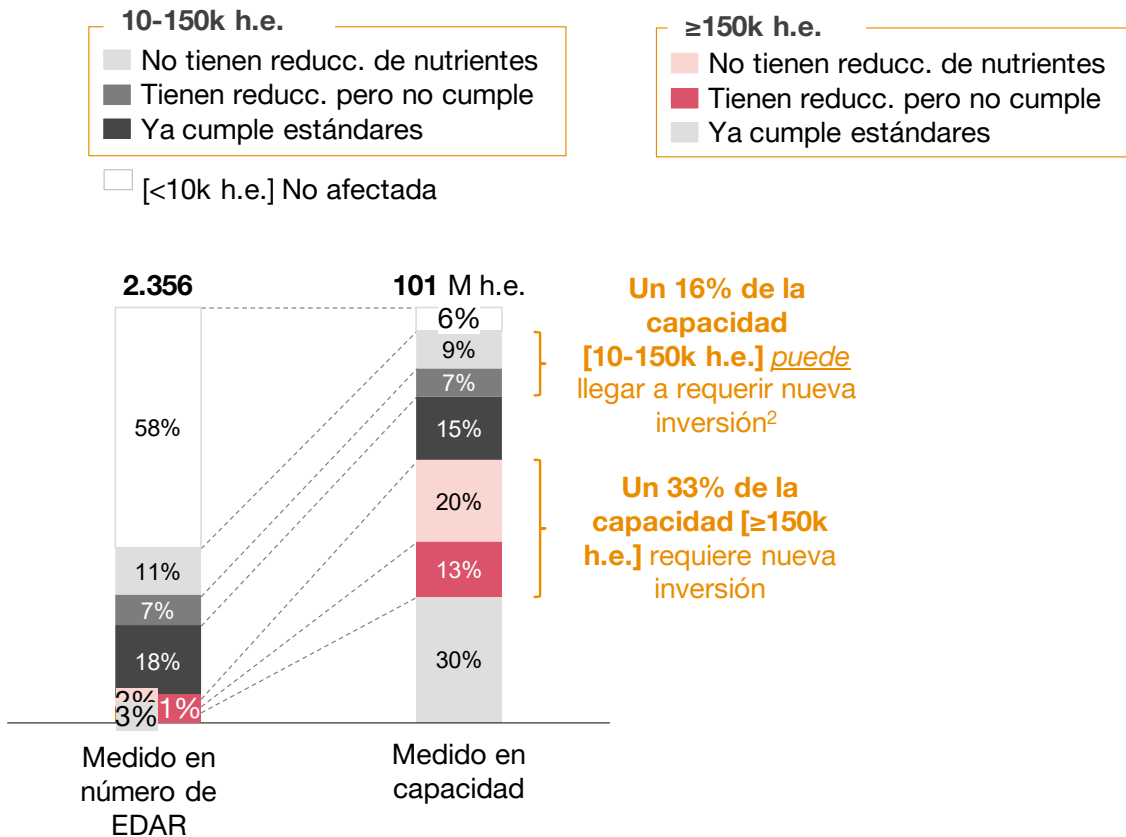 10-150k h.e.
No tienen reducc. de nutrientes
Tienen reducc. pero no cumple
Ya cumple estándares
≥150k h.e.
No tienen reducc. de nutrientes
Tienen reducc. pero no cumple
Ya cumple estándares
[<10k h.e.] No afectada
2.356
58%
11%
7%
18%
2%
1%
3%
Medido en
número de
EDAR
101 M h.e.
6%
9%
7%
15%
20%
13%
30%
Medido en
capacidad
Un 16% de la
capacidad
[10-150k h.e.] puede
llegar a requerir nueva
inversión2
Un 33% de la
capacidad [≥150k
h.e.] requiere nueva
inversión